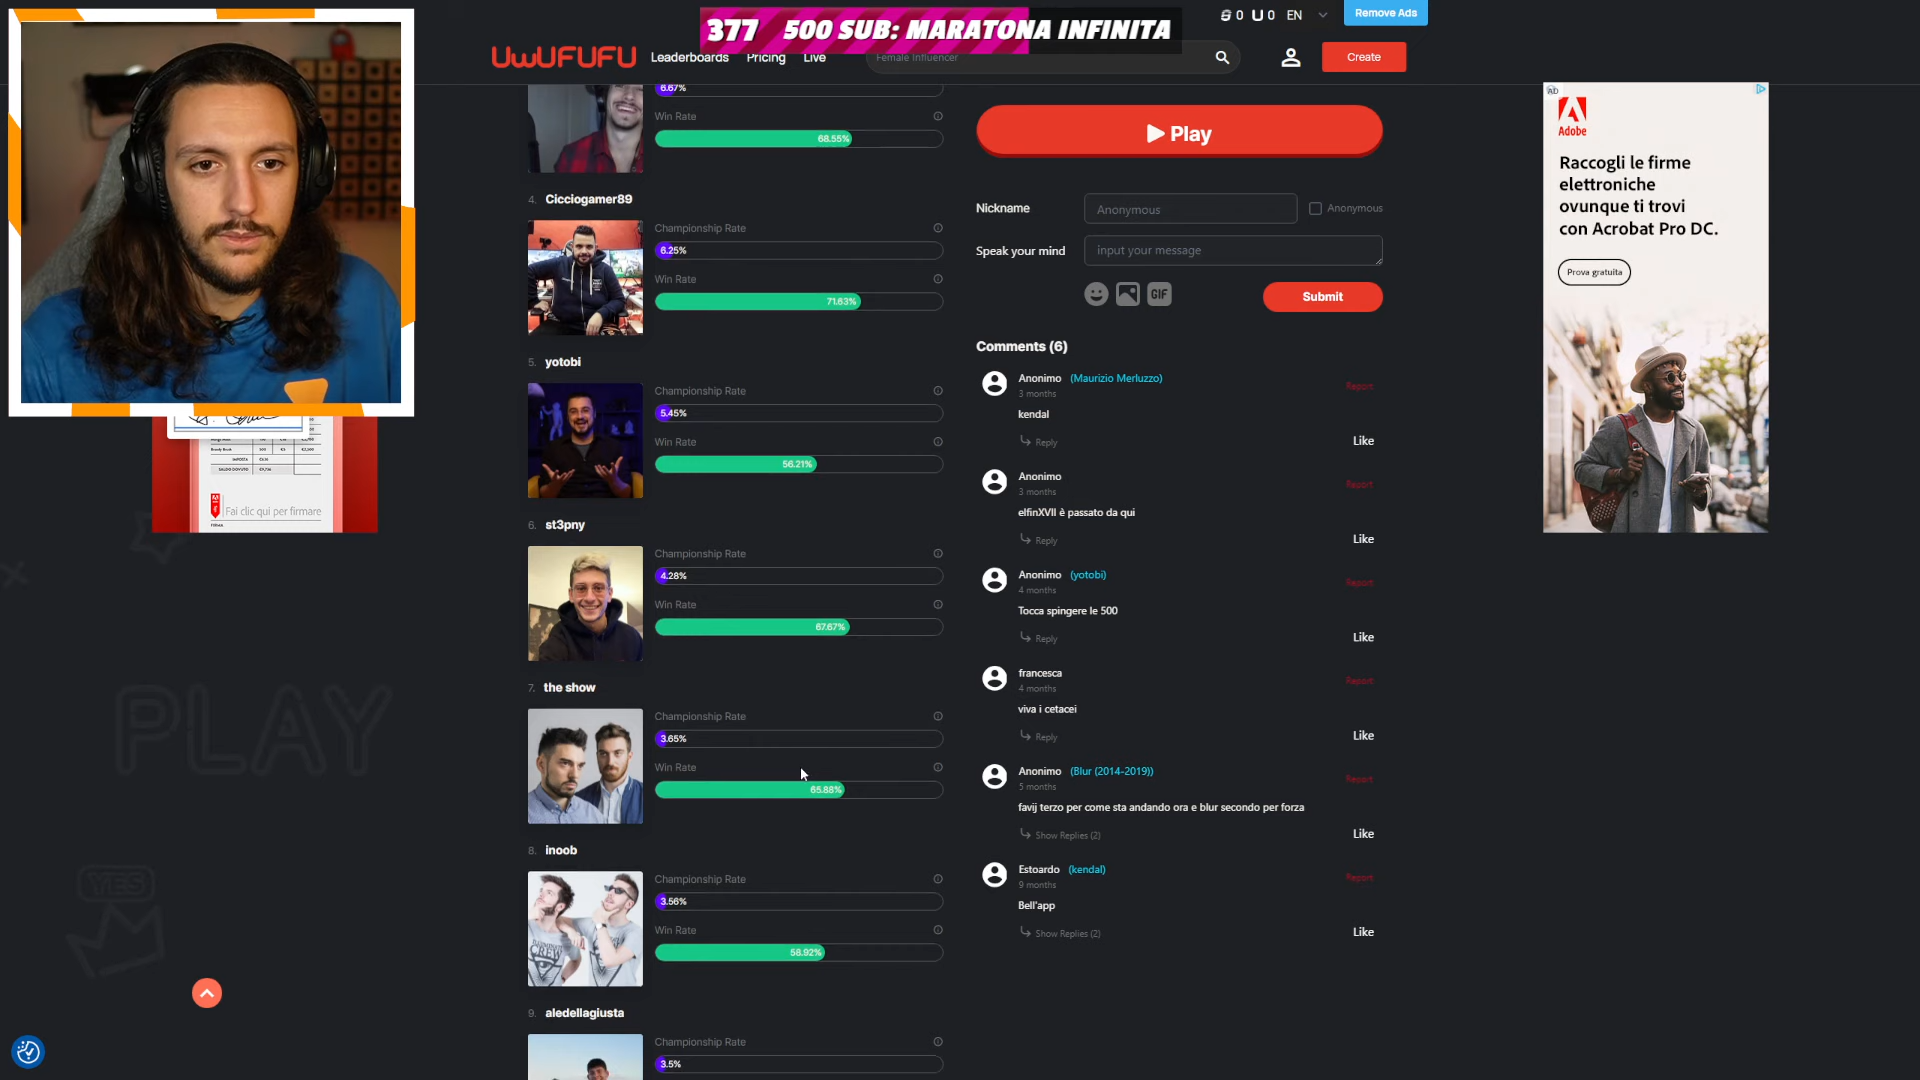 377 500 SUB: MARATONA INFINITA
0 0 EN
Remove Ads
UwUFUFU
Leaderboards
Pricing
Live
Female Influencer
Create
6.67%
Win Rate
68.55%
4. Cicciogamer89
Championship Rate
6.25%
Win Rate
71.63%
5. yotobi
Championship Rate
5.45%
Win Rate
56.21%
6. st3pny
Championship Rate
4.28%
Win Rate
67.67%
7. the show
Championship Rate
3.65%
Win Rate
65.88%
8. inoob
Championship Rate
3.56%
Win Rate
58.92%
9. aledellagiusta
Championship Rate
3.5%
Play
Nickname
Anonymous
Anonymous
Speak your mind
input your message
GIF
Submit
Comments (6)
Anonimo (Maurizio Merluzzo)
3 months
Report
kendal
Reply
Like
Anonimo
3 months
Report
elfinXVII è passato da qui
Reply
Like
Anonimo (yotobi)
4 months
Report
Tocca spingere le 500
Reply
Like
francesca
4 months
Report
viva i cetacei
Reply
Like
Anonimo (Blur (2014-2019))
5 months
Report
favij terzo per come sta andando ora e blur secondo per forza
Show Replies (2)
Like
Estoardo (kendal)
9 months
Report
Bell'app
Show Replies (2)
Like
AD
Adobe
Raccogli le firme
elettroniche
ovunque ti trovi
con Acrobat Pro DC.
Prova gratuita
Fai clic qui per firmare
PLAY
YES